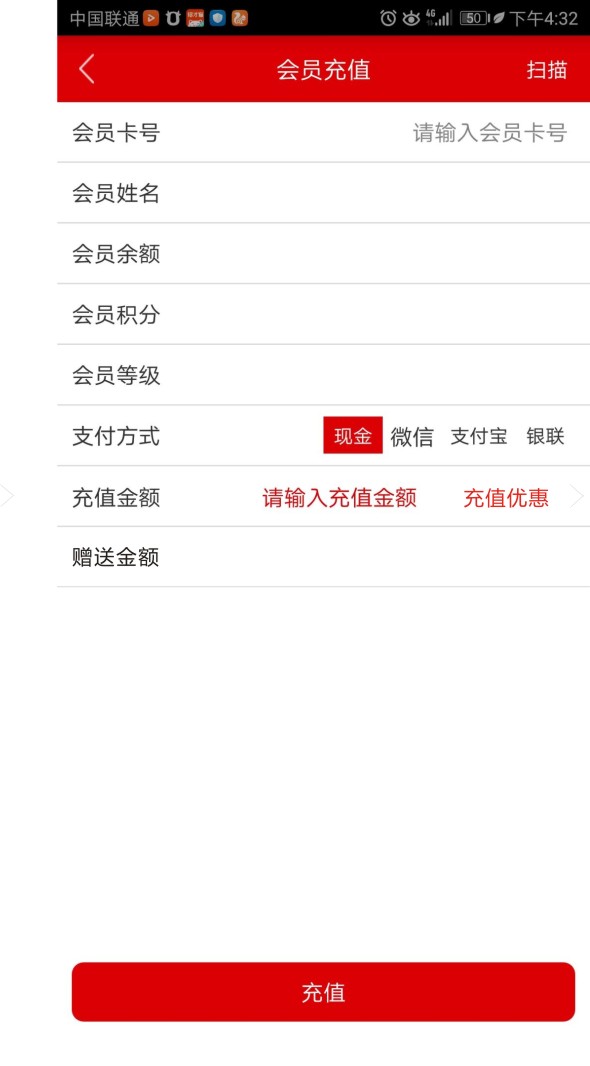 中国联通 4G 50 下午4:32
会员充值 扫描
会员卡号 请输入会员卡号
会员姓名
会员余额
会员积分
会员等级
支付方式 现金 微信 支付宝 银联
充值金额 请输入充值金额 充值优惠
赠送金额
充值